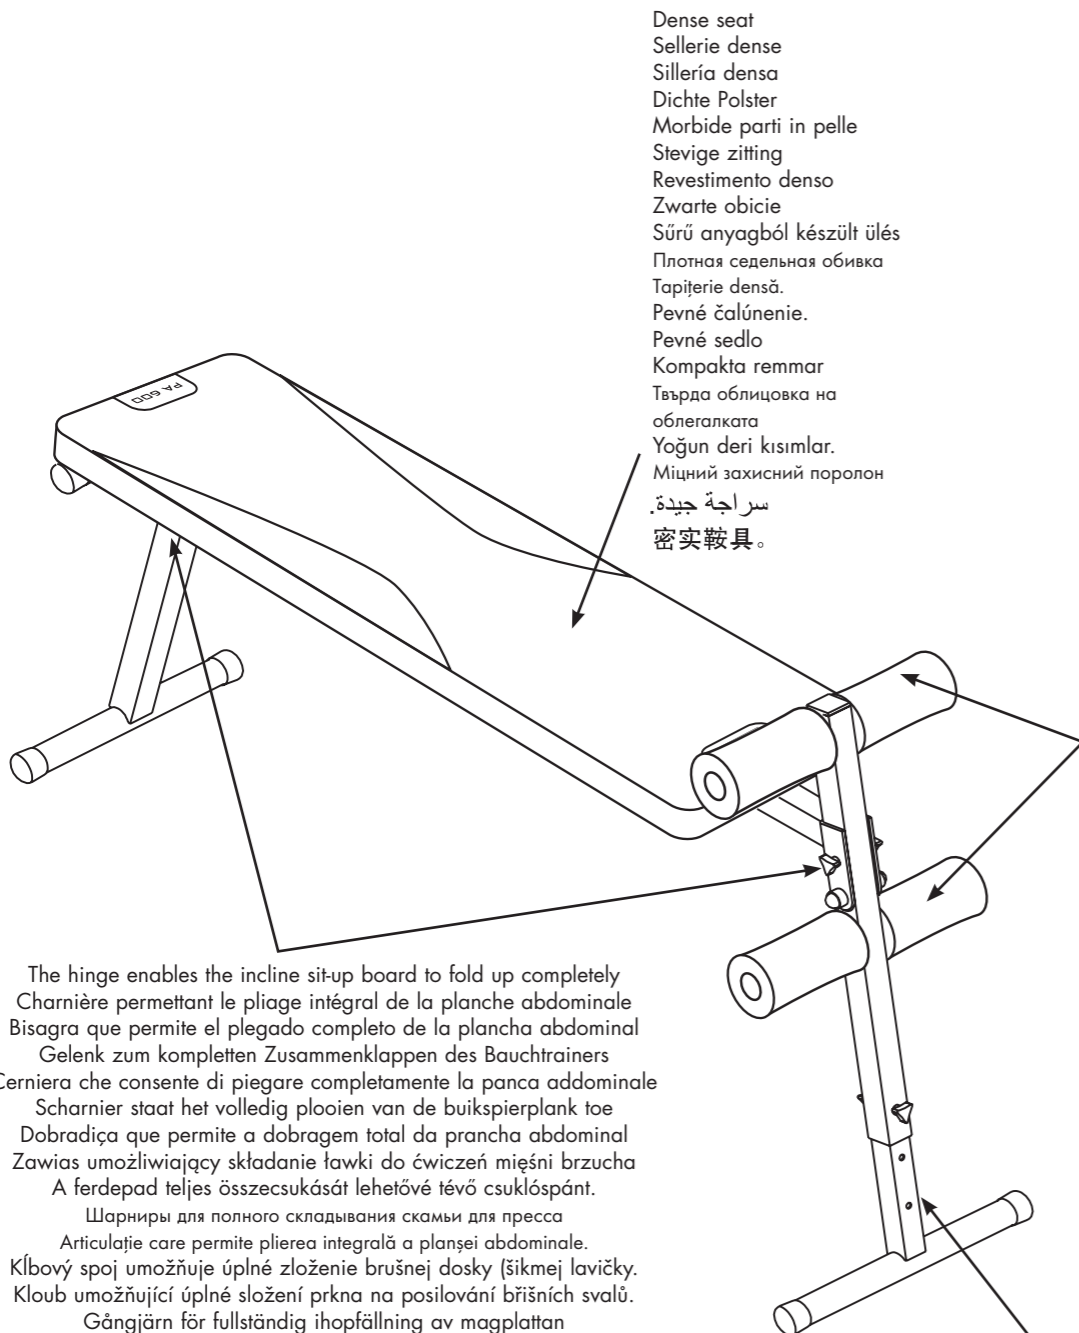 Dense seat
Sellerie dense
Sillería densa
Dichte Polster
Morbide parti in pelle
Stevige zitting
Revestimento denso
Zwarte obicie
Sűrű anyagból készült ülés
Плотная седельная обивка
Tapițerie densă.
Pevné čalúnenie.
Pevné sedlo
Kompakta remmar
Твърда облицовка на
облегалката
Yoğun deri kısımlar.
Міцний захисний поролон
سراجة جيدة.
密实鞍具。
PA 600
The hinge enables the incline sit-up board to fold up completely
Charnière permettant le pliage intégral de la planche abdominale
Bisagra que permite el plegado completo de la plancha abdominal
Gelenk zum kompletten Zusammenklappen des Bauchtrainers
Cerniera che consente di piegare completamente la panca addominale
Scharnier staat het volledig plooien van de buikspierplank toe
Dobradiça que permite a dobragem total da prancha abdominal
Zawias umożliwiający składanie ławki do ćwiczeń mięśni brzucha
A ferdepad teljes összecsukását lehetővé tévő csuklóspánt.
Шарниры для полного складывания скамьи для пресса
Articulație care permite plierea integrală a planșei abdominale.
Kĺbový spoj umožňuje úplné zloženie brušnej dosky (šikmej lavičky.
Kloub umožňující úplné složení prkna na posilování břišních svalů.
Gångjärn för fullständig ihopfällning av magplattan